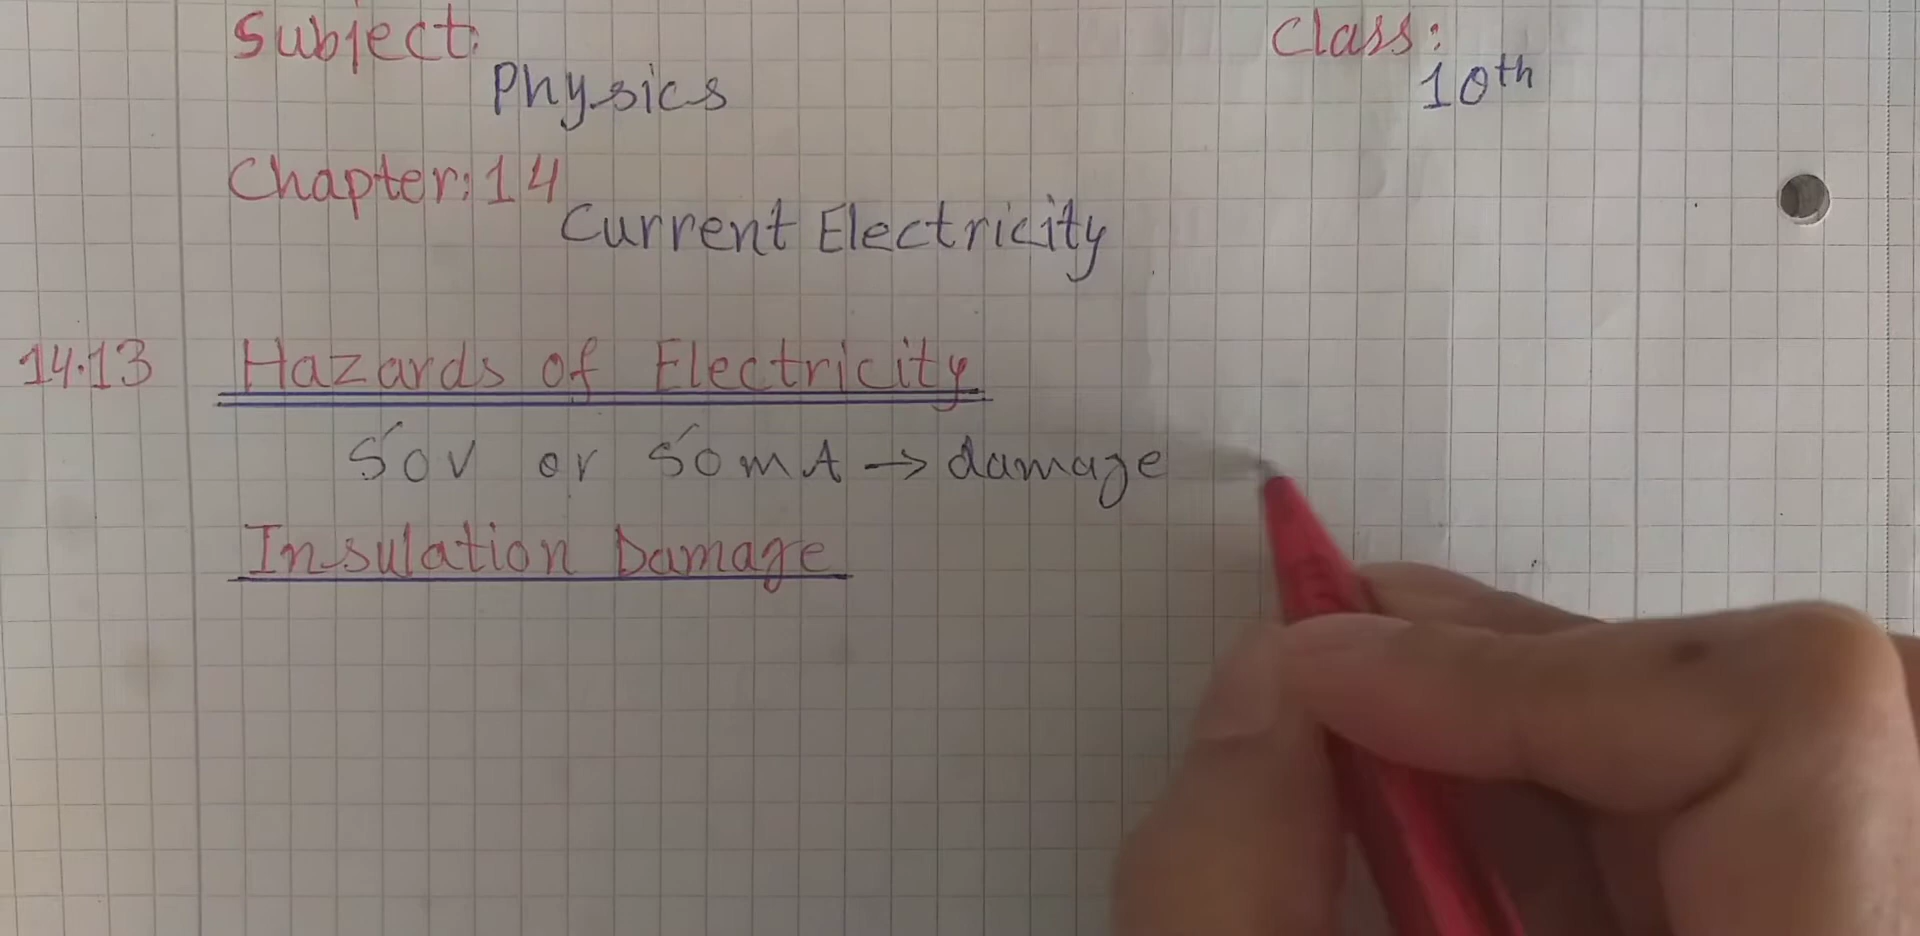 Subject:
Physics
Class:
10th
Chapter: 14
Current Electricity
14.13 Hazards of Electricity
50V or 50mA → damage
Insulation Damage